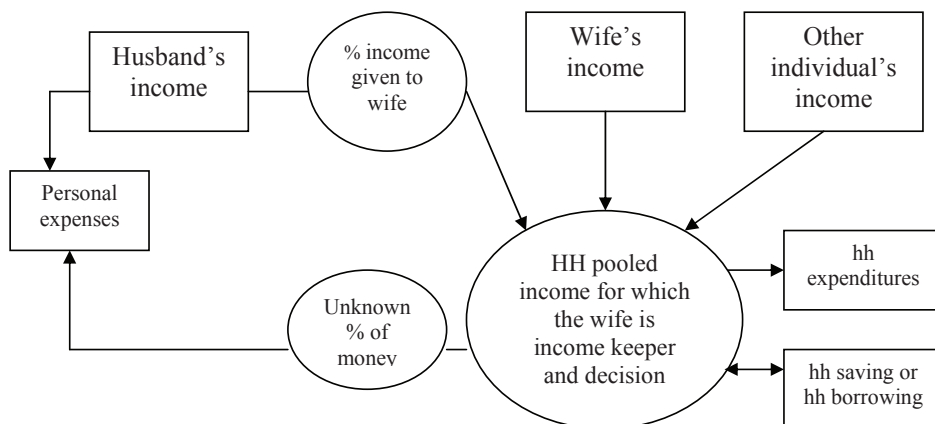 Husband's
income
% income
given to
wife
Wife's
income
Other
individual's
income
Personal
expenses
HH pooled
income for which
the wife is
income keeper
and decision
hh
expenditures
Unknown
% of
money
hh saving or
hh borrowing